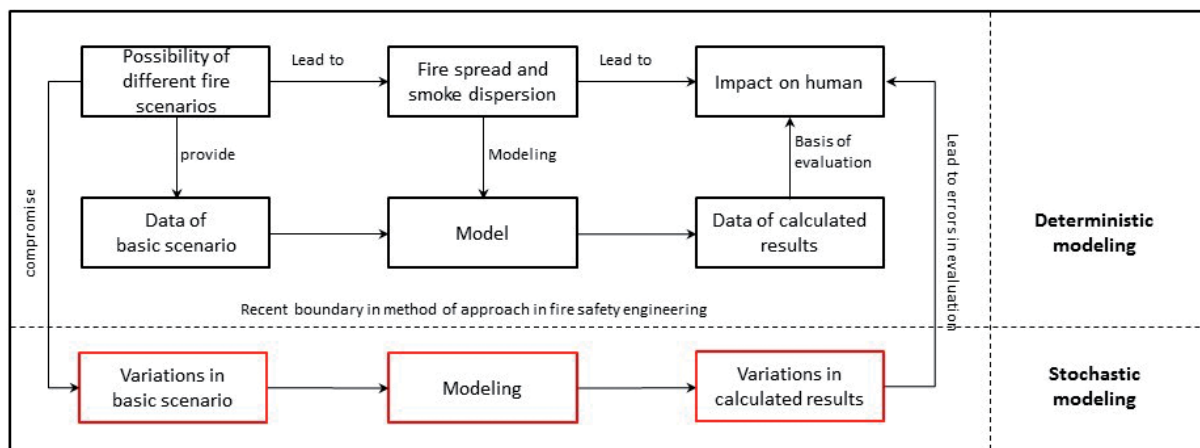 Possibility of
different fire
scenarios
Lead to
Fire spread and
smoke dispersion
Lead to
Impact on human
provide
Modeling
Basis of
evaluation
compromise
Lead to errors in evaluation
Data of
basic scenario
Model
Data of calculated
results
Deterministic
modeling
Recent boundary in method of approach in fire safety engineering
Variations in
basic scenario
Modeling
Variations in
calculated results
Stochastic
modeling